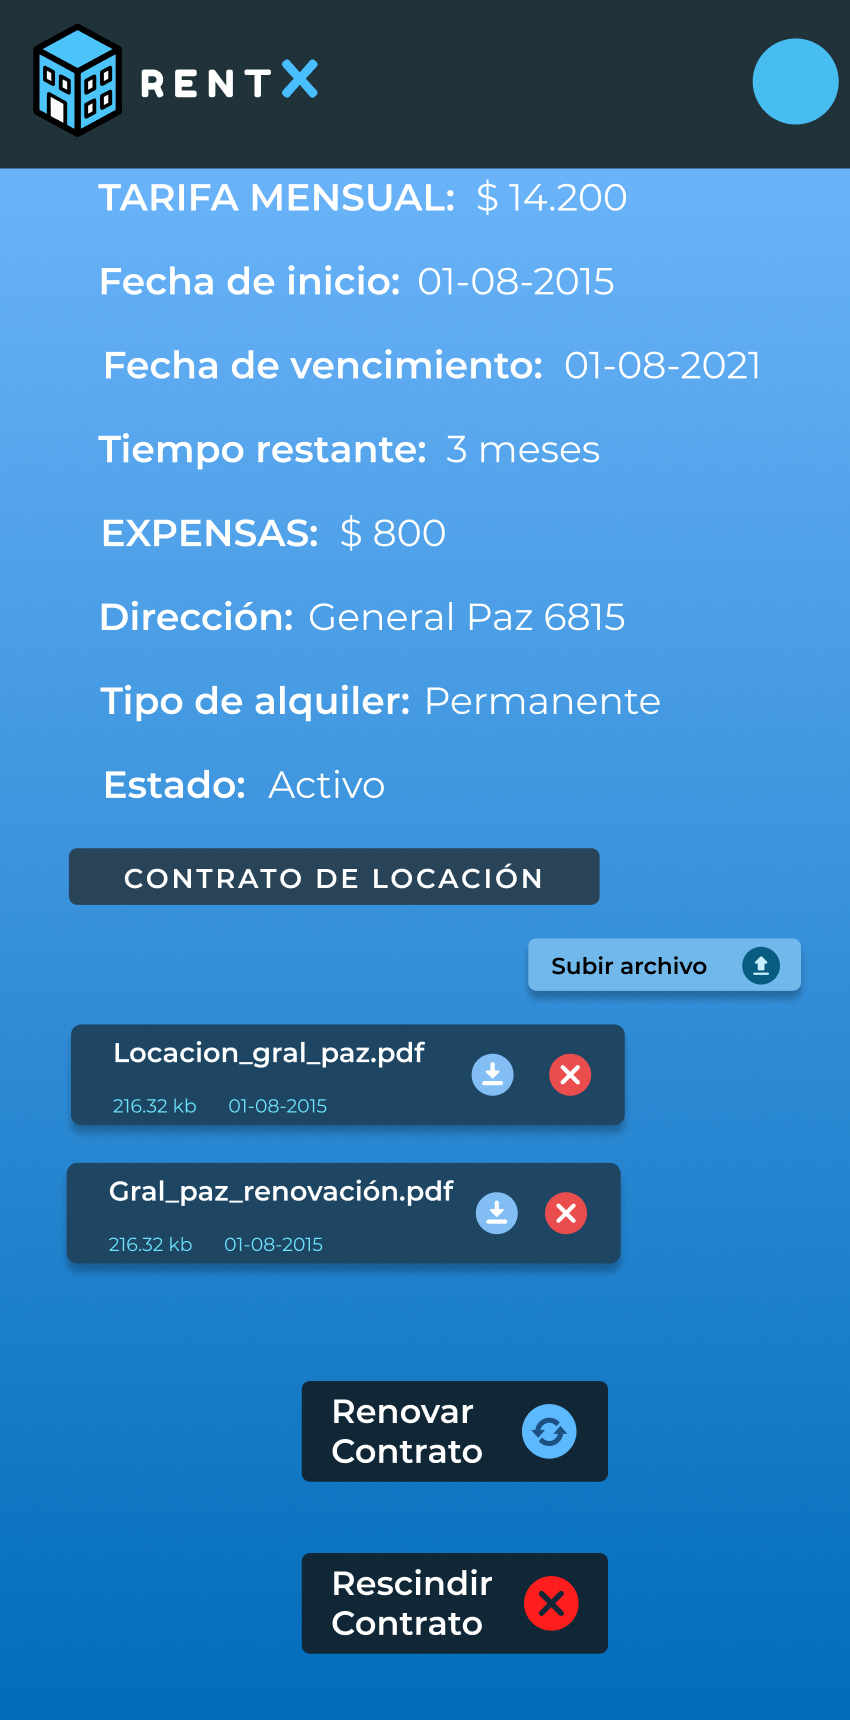 RENTX
TARIFA MENSUAL: $ 14.200
Fecha de inicio: 01-08-2015
Fecha de vencimiento: 01-08-2021
Tiempo restante: 3 meses
EXPENSAS: $ 800
Dirección: General Paz 6815
Tipo de alquiler: Permanente
Estado: Activo
CONTRATO DE LOCACIÓN
Subir archivo
Locacion_gral_paz.pdf
216.32 kb 01-08-2015
Gral_paz_renovación.pdf
216.32 kb 01-08-2015
Renovar
Contrato
Rescindir
Contrato